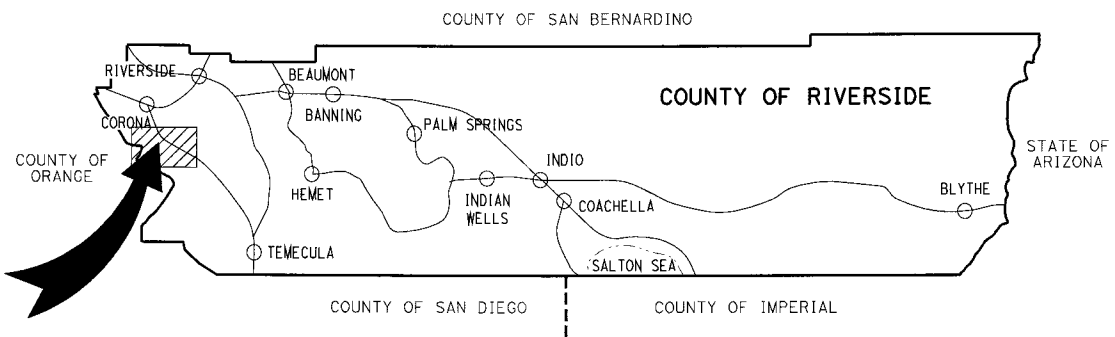 COUNTY OF SAN BERNARDINO
RIVERSIDE
BEAUMONT
BANNING
COUNTY OF RIVERSIDE
CORONA
PALM SPRINGS
STATE OF
ARIZONA
COUNTY OF
ORANGE
INDIO
HEMET
INDIAN
WELLS
COACHELLA
BLYTHE
TEMECULA
SALTON SEA
COUNTY OF SAN DIEGO
COUNTY OF IMPERIAL